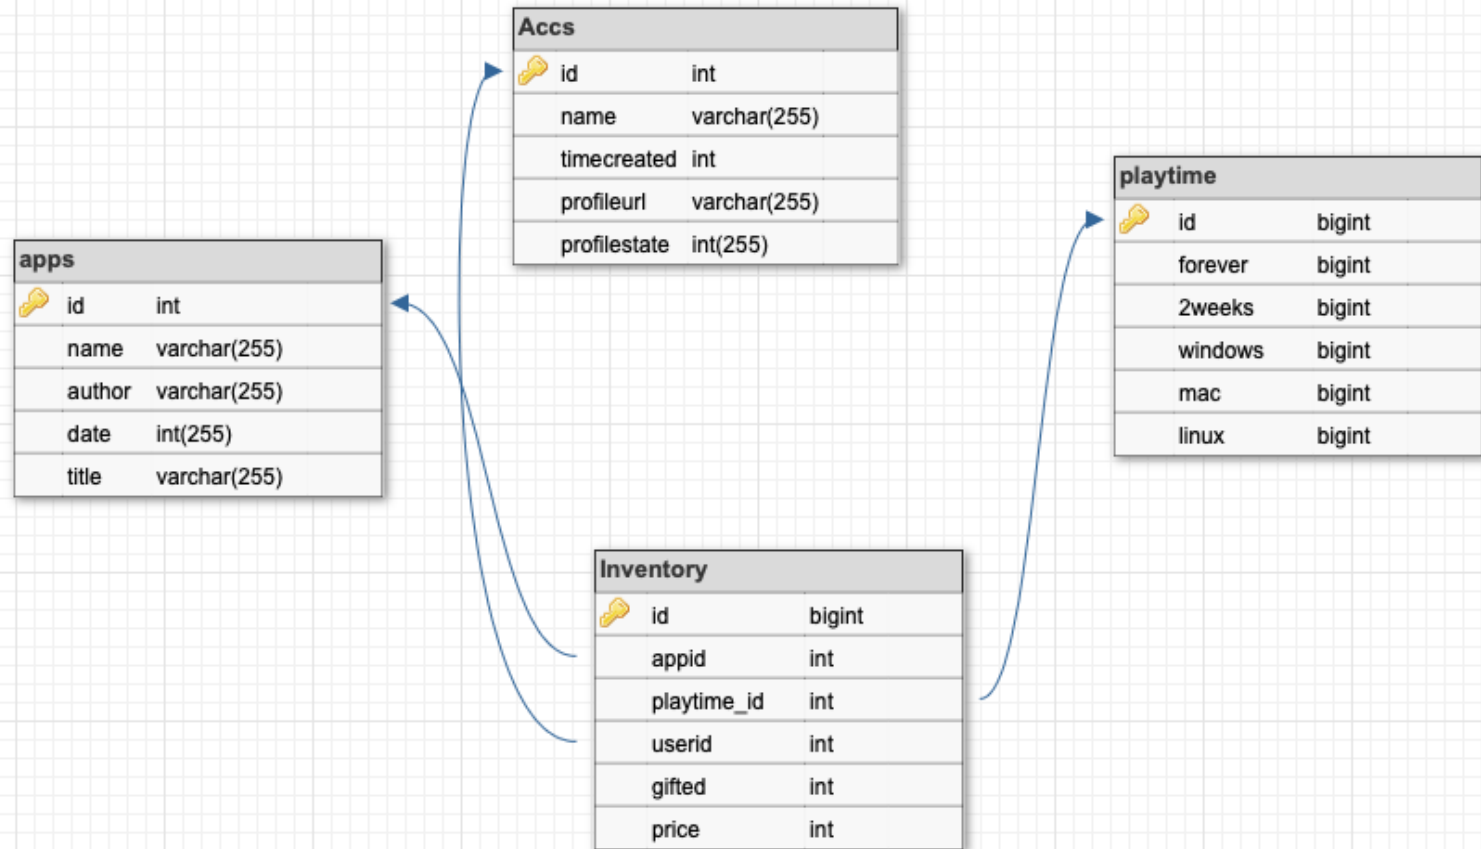 Accs
id int
name varchar(255)
timecreated int
profileurl varchar(255)
profilestate int(255)
playtime
id bigint
forever bigint
2weeks bigint
windows bigint
mac bigint
linux bigint
apps
id int
name varchar(255)
author varchar(255)
date int(255)
title varchar(255)
Inventory
id bigint
appid int
playtime_id int
userid int
gifted int
price int